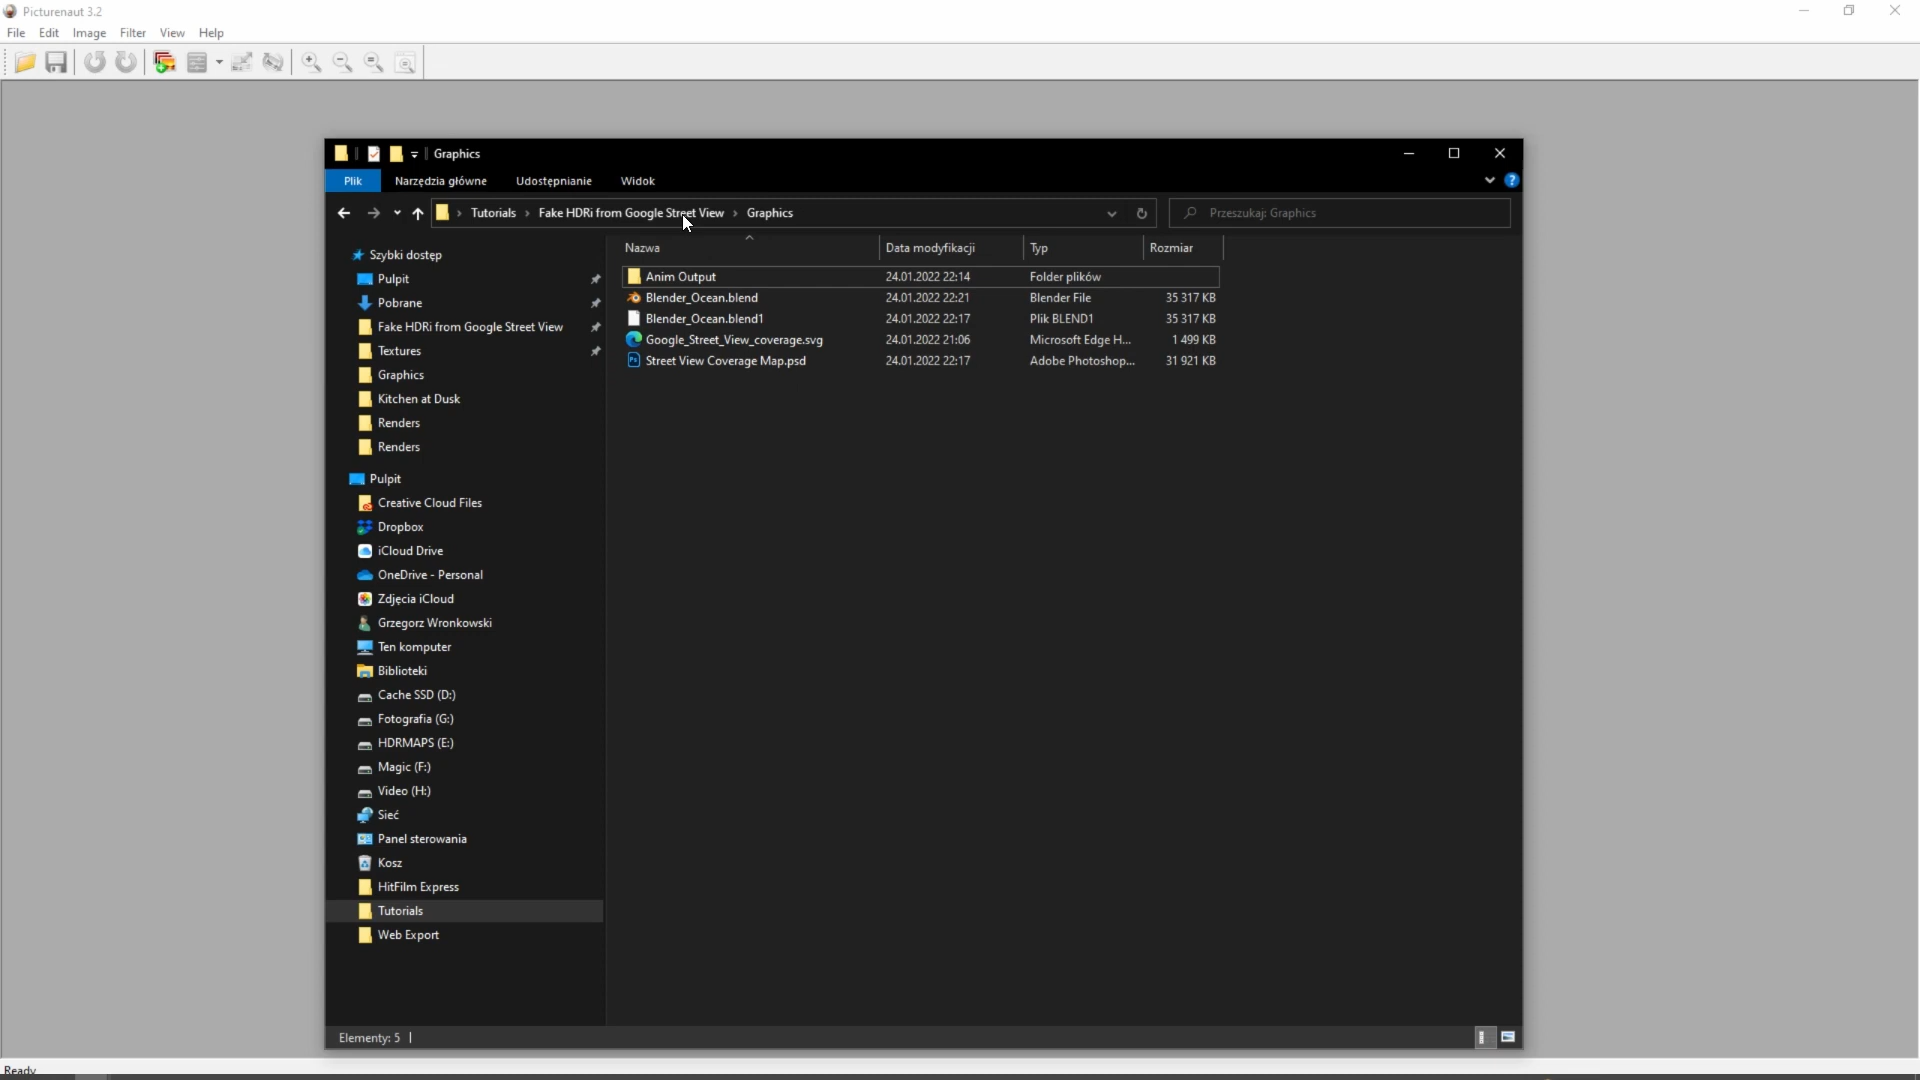 Picturenaut 3.2
File Edit Image Filter View Help
Graphics
Plik Narzędzia główne Udostępnianie Widok
Tutorials > Fake HDRi from Google Street View > Graphics
Przeszukaj: Graphics
Nazwa Data modyfikacji Typ Rozmiar
Anim Output 24.01.2022 22:14 Folder plików
Blender_Ocean.blend 24.01.2022 22:21 Blender File 35 317 KB
Blender_Ocean.blend1 24.01.2022 22:17 Plik BLEND1 35 317 KB
Google_Street_View_coverage.svg 24.01.2022 21:06 Microsoft Edge H... 1 499 KB
Street View Coverage Map.psd 24.01.2022 22:17 Adobe Photoshop... 31 921 KB
Szybki dostęp
Pulpit
Pobrane
Fake HDRi from Google Street View
Textures
Graphics
Kitchen at Dusk
Renders
Renders
Pulpit
Creative Cloud Files
Dropbox
iCloud Drive
OneDrive - Personal
Zdjęcia iCloud
Grzegorz Wronkowski
Ten komputer
Biblioteki
Cache SSD (D:)
Fotografia (G:)
HDRMAPS (E:)
Magic (F:)
Video (H:)
Sieć
Panel sterowania
Kosz
HitFilm Express
Tutorials
Web Export
Elementy: 5
Ready